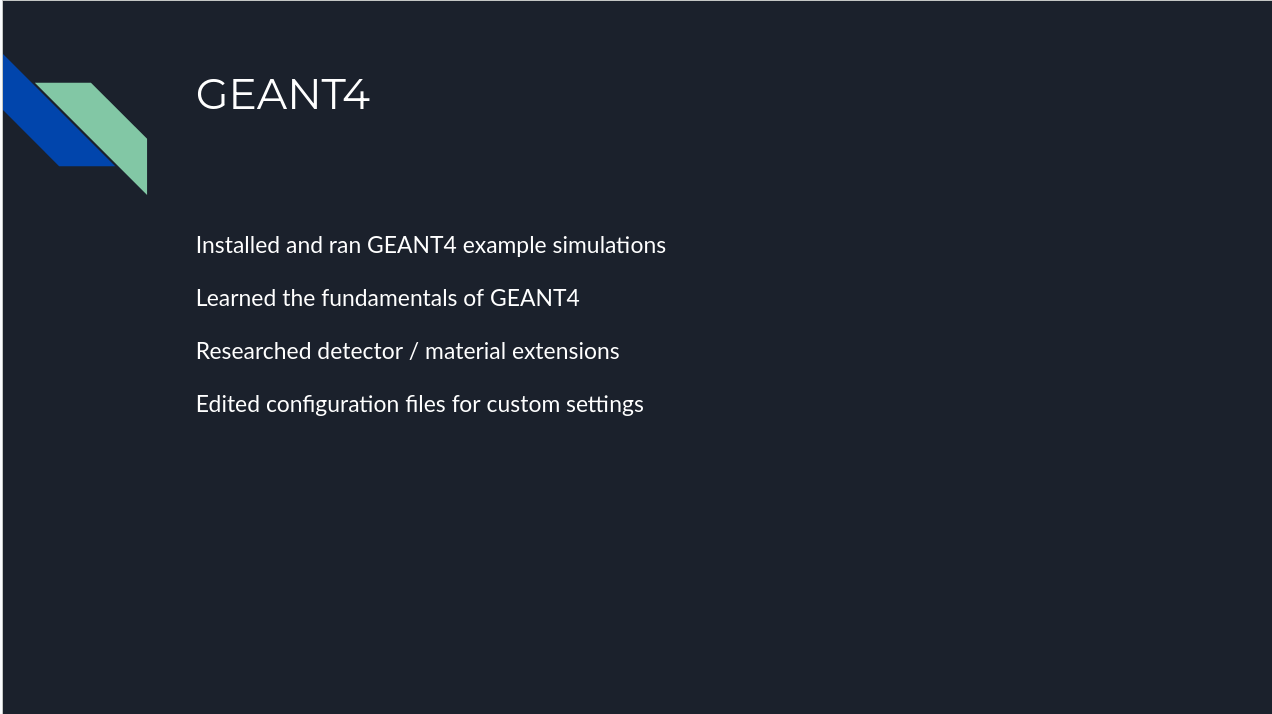 GEANT4
Installed and ran GEANT4 example simulations
Learned the fundamentals of GEANT4
Researched detector / material extensions
Edited configuration files for custom settings